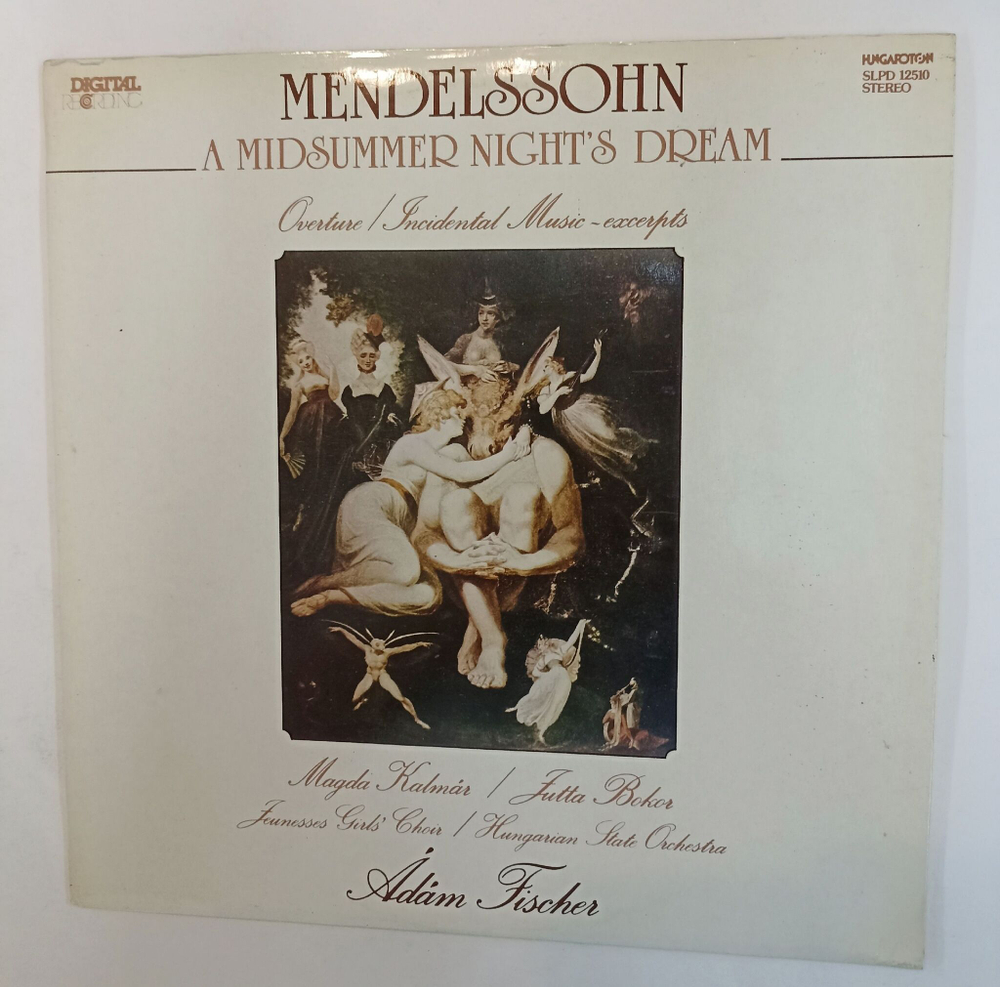 DIGITAL
RECORDING
HUNGAROTON
SLPD 12510
STEREO
MENDELSSOHN
A MIDSUMMER NIGHT'S DREAM
Overture / Incidental Music - excerpts
Magda Kalmár / Jutta Bokor
Jeunesses Girls' Choir / Hungarian State Orchestra
Ádám Fischer